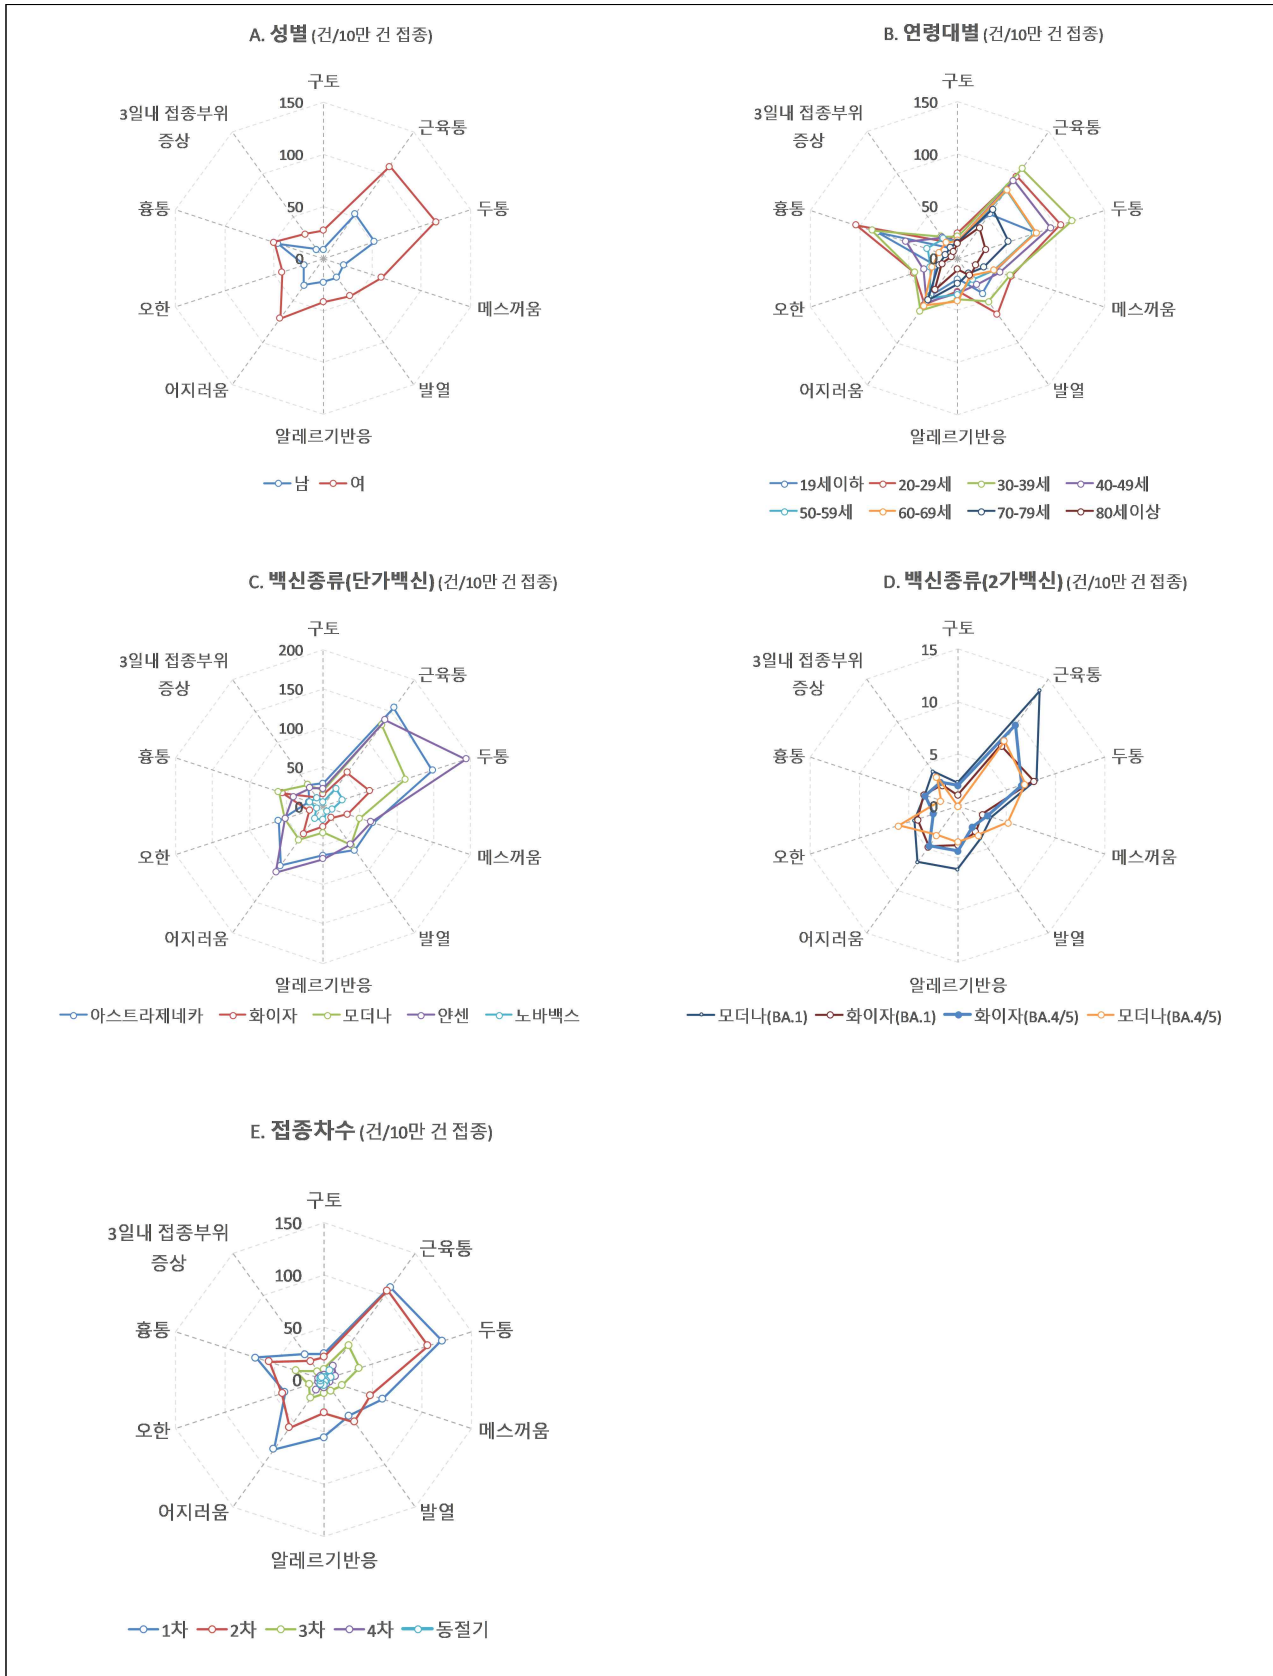 A. 성별 (건/10만 건 접종)
구토
근육통
두통
메스꺼움
발열
알레르기반응
어지러움
오한
흉통
3일내 접종부위
증상
150
100
50
0
남 여
B. 연령대별 (건/10만 건 접종)
구토
근육통
두통
메스꺼움
발열
알레르기반응
어지러움
오한
흉통
3일내 접종부위
증상
150
100
50
0
19세이하 20-29세 30-39세 40-49세
50-59세 60-69세 70-79세 80세이상
C. 백신종류(단가백신) (건/10만 건 접종)
구토
근육통
두통
메스꺼움
발열
알레르기반응
어지러움
오한
흉통
3일내 접종부위
증상
200
150
100
50
0
아스트라제네카 화이자 모더나 얀센 노바백스
D. 백신종류(2가백신) (건/10만 건 접종)
구토
근육통
두통
메스꺼움
발열
알레르기반응
어지러움
오한
흉통
3일내 접종부위
증상
15
10
5
0
모더나(BA.1) 화이자(BA.1) 화이자(BA.4/5) 모더나(BA.4/5)
E. 접종차수 (건/10만 건 접종)
구토
근육통
두통
메스꺼움
발열
알레르기반응
어지러움
오한
흉통
3일내 접종부위
증상
150
100
50
0
1차 2차 3차 4차 동절기